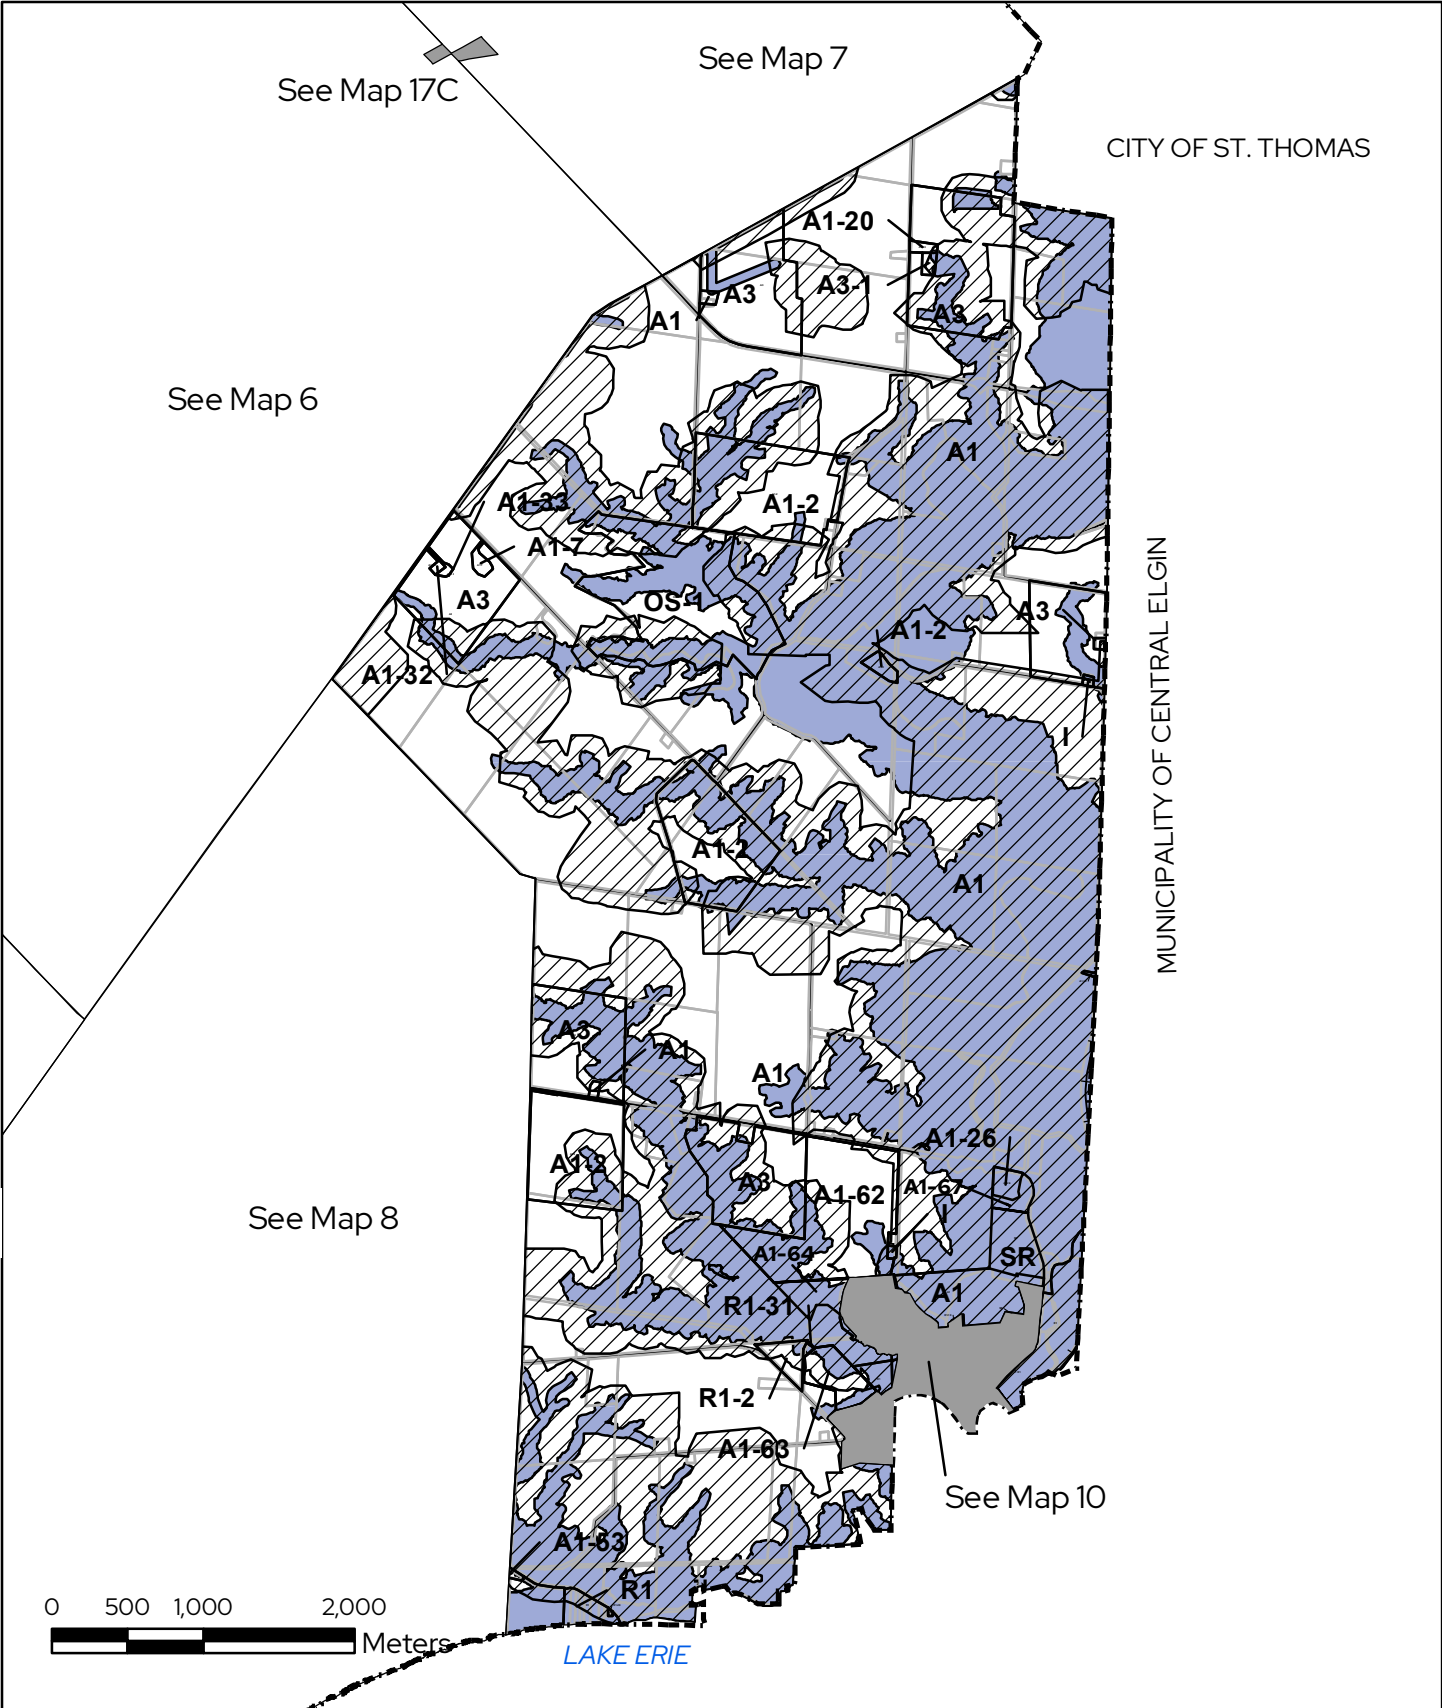 See Map 7
See Map 17C
CITY OF ST. THOMAS
A1-20
A3-1
A3
A3
A1
See Map 6
A1
A1-33
A1-2
A1-7
A3
OS-1
A3
A1-2
A1-32
MUNICIPALITY OF CENTRAL ELGIN
I
A1-2
A1
A3
A1
A1
A1-26
A1-2
A3
A1-62
A1-67
I
See Map 8
A1-64
SR
A1
R1-31
R1-2
A1-63
See Map 10
A1-63
R1
0 500 1,000 2,000
Meters
LAKE ERIE